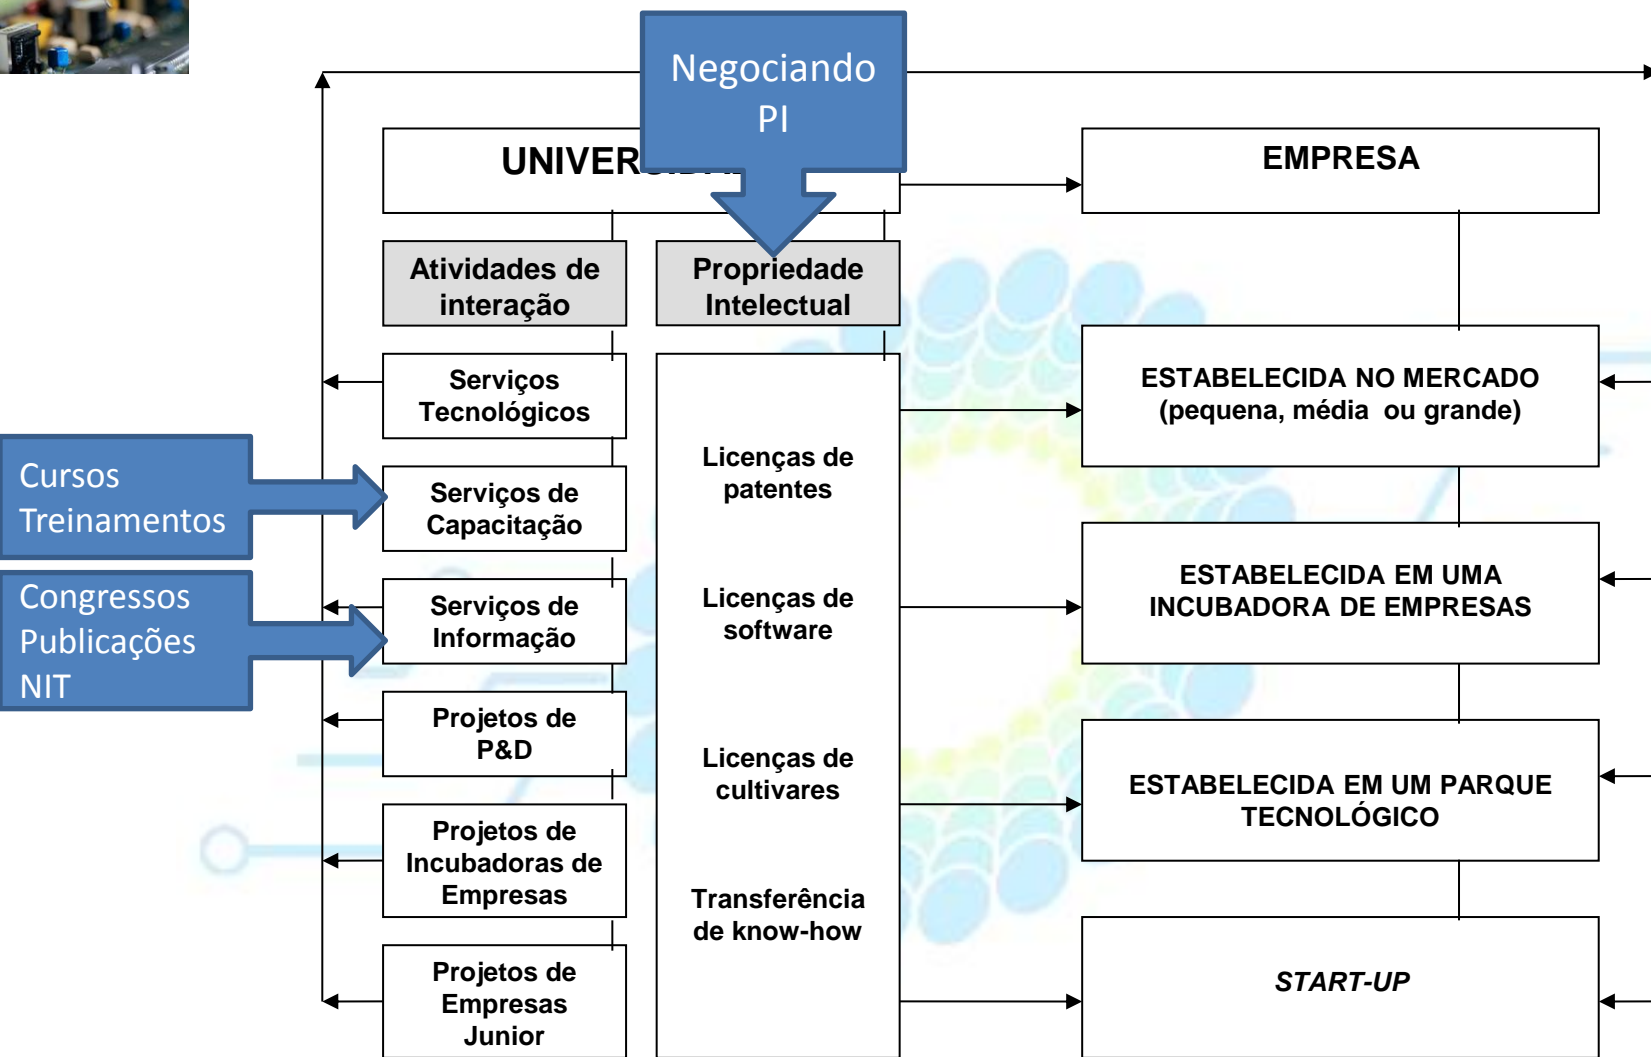 Negociando
PI
EMPRESA
Atividades de
interação
Propriedade
Intelectual
Serviços
Tecnológicos
Serviços de
Capacitação
Serviços de
Informação
Projetos de
P&D
Projetos de
Incubadoras de
Empresas
Projetos de
Empresas
Junior
Licenças de
patentes
Licenças de
software
Licenças de
cultivares
Transferência
de know-how
ESTABELECIDA NO MERCADO
(pequena, média ou grande)
ESTABELECIDA EM UMA
INCUBADORA DE EMPRESAS
ESTABELECIDA EM UM PARQUE
TECNOLÓGICO
START-UP
Cursos
Treinamentos
Congressos
Publicações
NIT